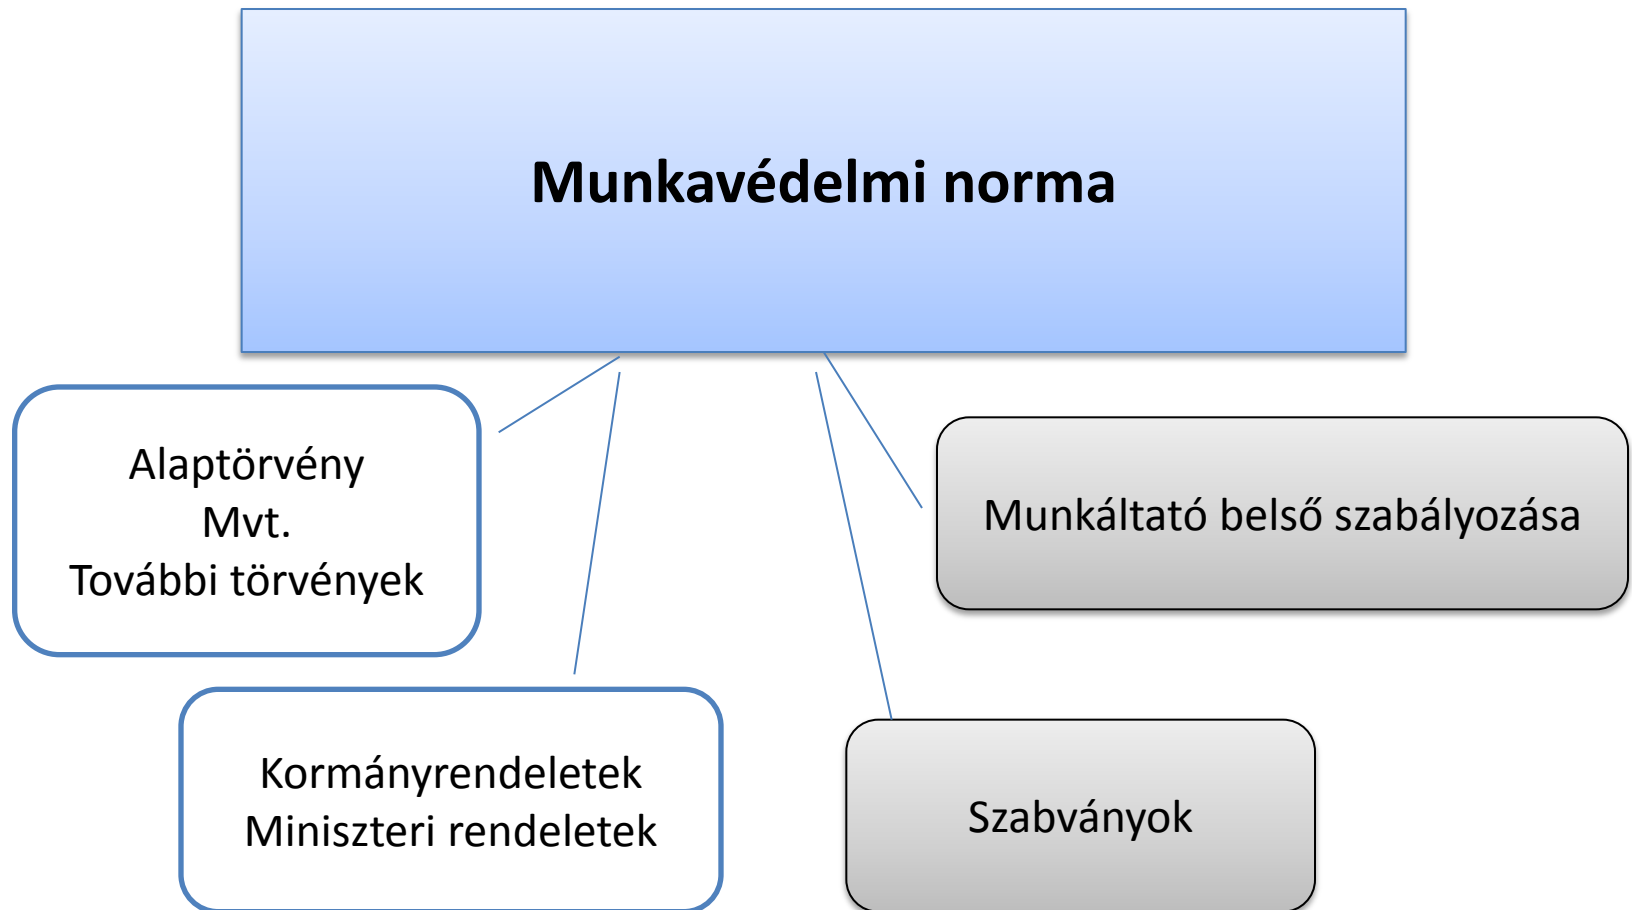 Munkavédelmi norma
Alaptörvény
Mvt.
További törvények
Munkáltató belső szabályozása
Kormányrendeletek
Miniszteri rendeletek
Szabványok